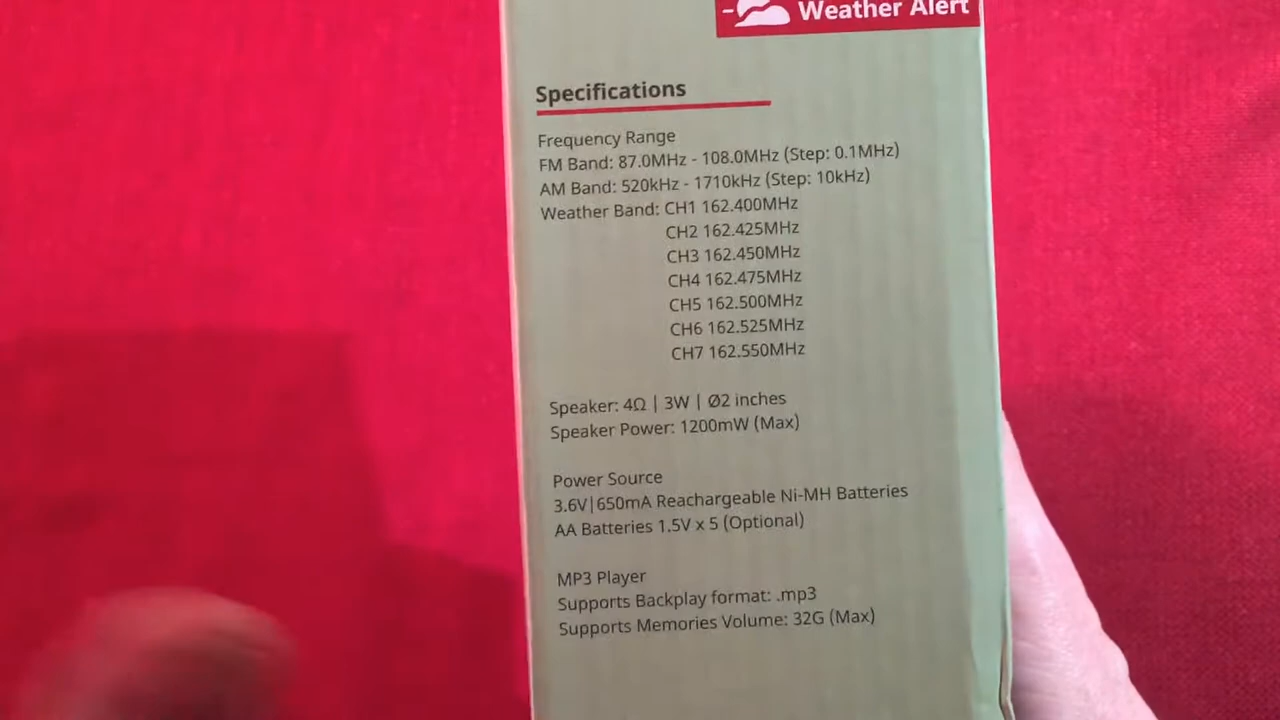 Weather Alert
Specifications
Frequency Range
FM Band: 87.0MHz - 108.0MHz (Step: 0.1MHz)
AM Band: 520kHz - 1710kHz (Step: 10kHz)
Weather Band: CH1 162.400MHz
CH2 162.425MHz
CH3 162.450MHz
CH4 162.475MHz
CH5 162.500MHz
CH6 162.525MHz
CH7 162.550MHz
Speaker: 4Ω | 3W | Ø2 inches
Speaker Power: 1200mW (Max)
Power Source
3.6V|650mA Reachargeable Ni-MH Batteries
AA Batteries 1.5V x 5 (Optional)
MP3 Player
Supports Backplay format: .mp3
Supports Memories Volume: 32G (Max)